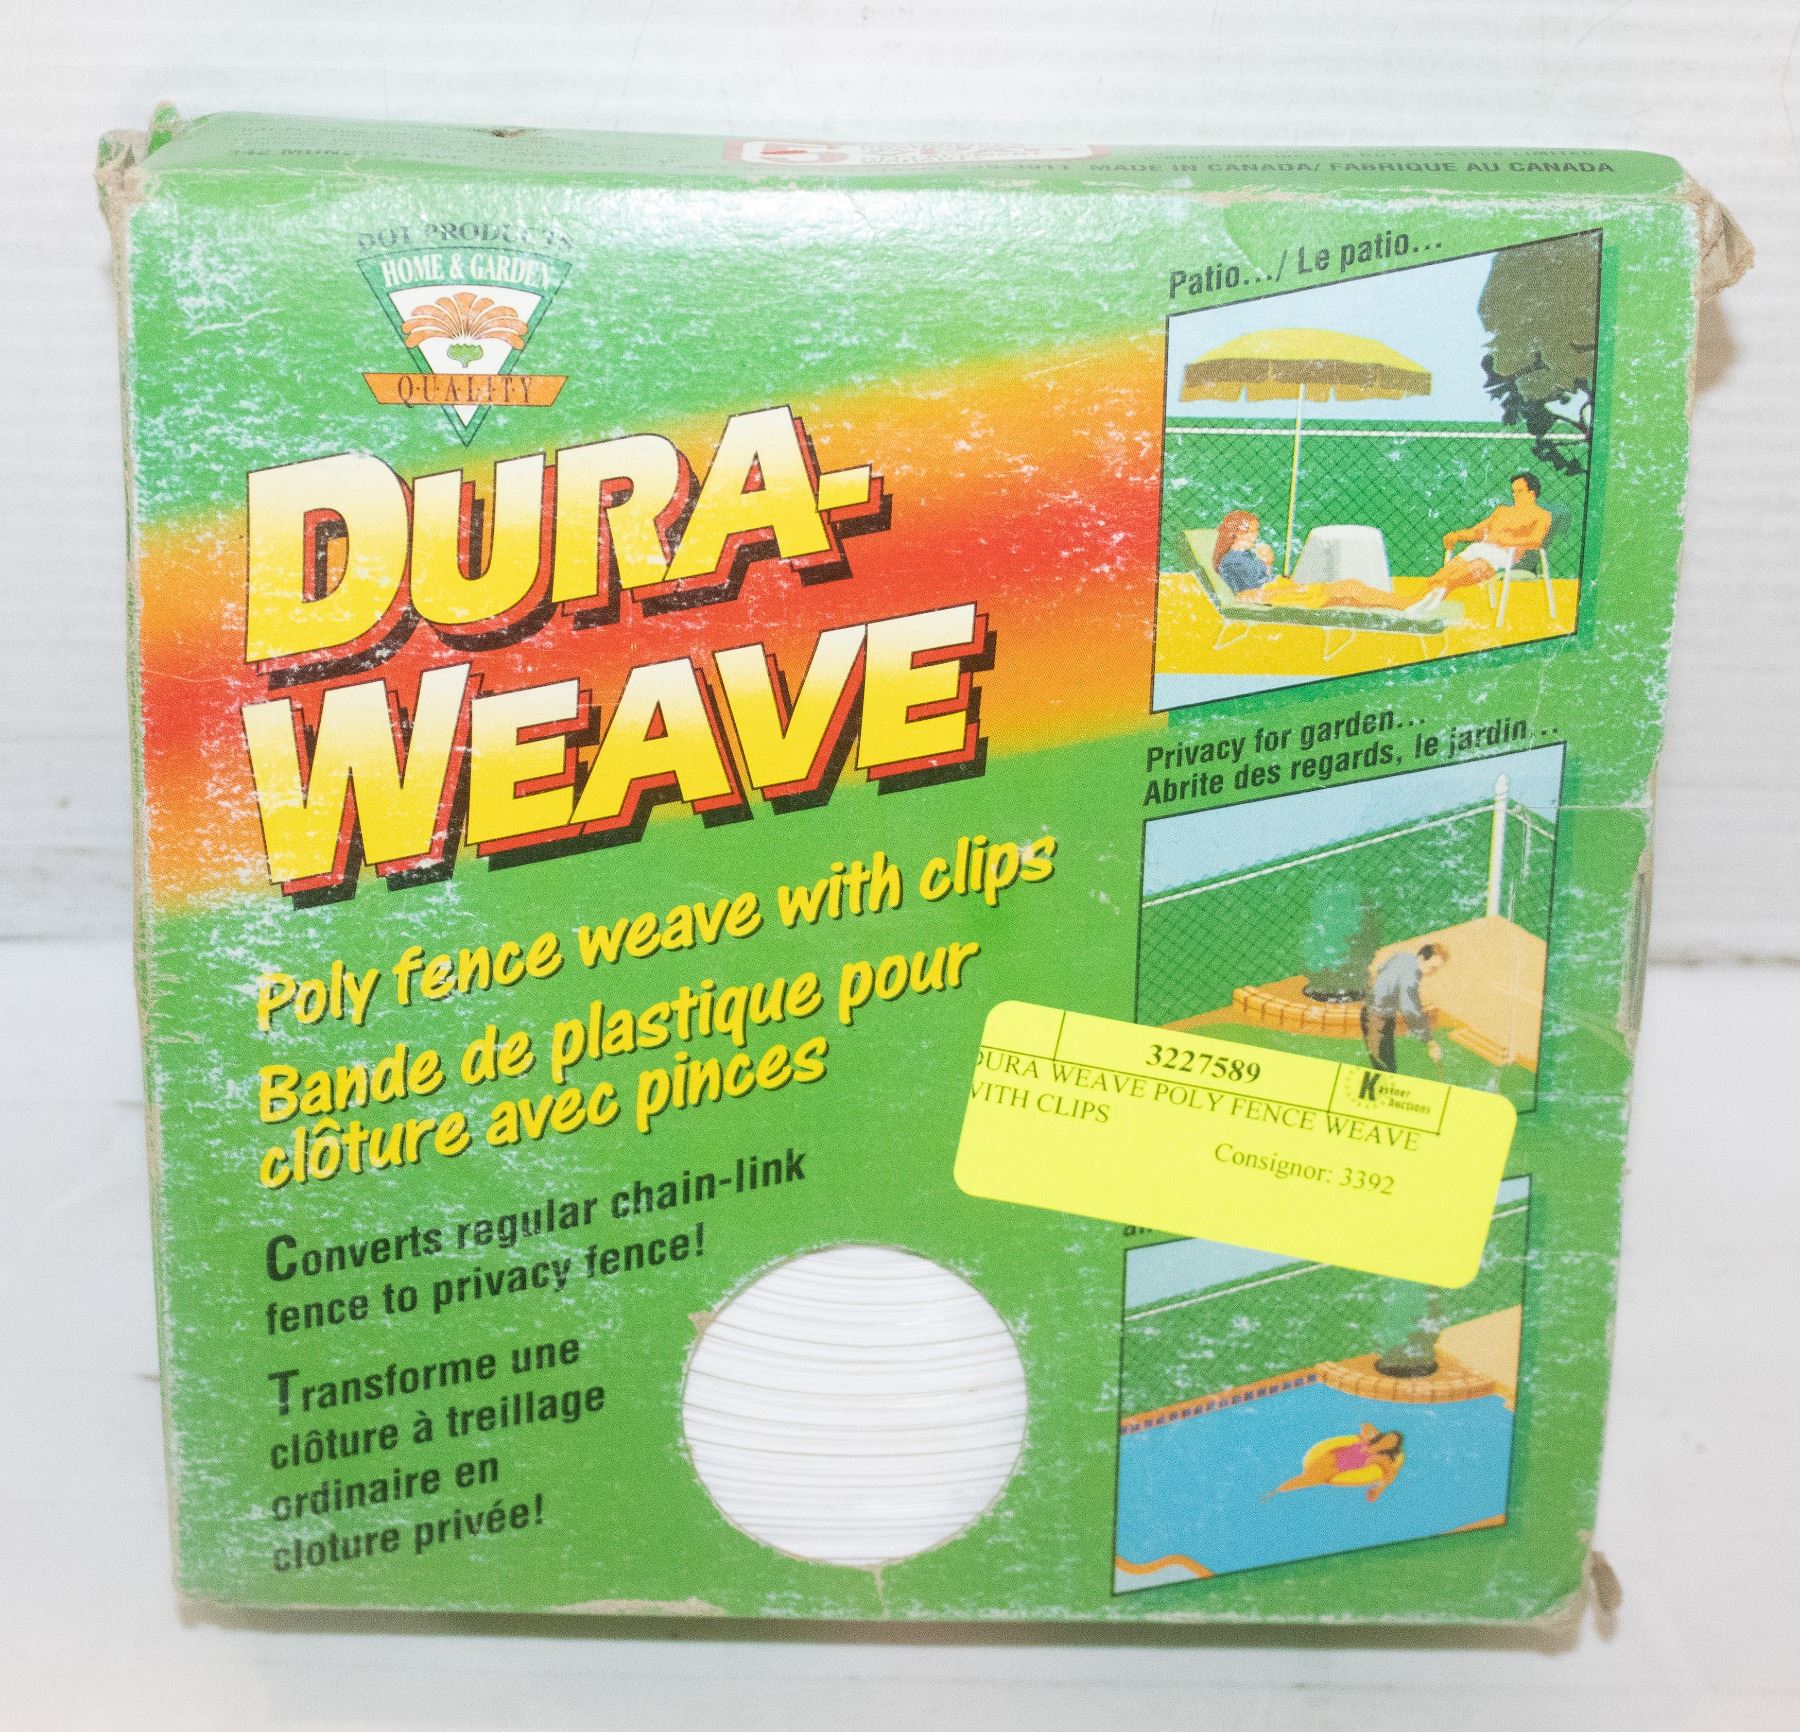 MADE IN CANADA/ FABRIQUE AU CANADA
DOT PRODUCTS
HOME & GARDEN
Q·U·A·L·I·T·Y
DURA-
WEAVE
Poly fence weave with clips
Bande de plastique pour
clôture avec pinces
Converts regular chain-link
fence to privacy fence!
Transforme une
clôture à treillage
ordinaire en
cloture privée!
Patio.../ Le patio...
Privacy for garden...
Abrite des regards, le jardin...
3227589
Kastner
Auctions
DURA WEAVE POLY FENCE WEAVE
WITH CLIPS
Consignor: 3392